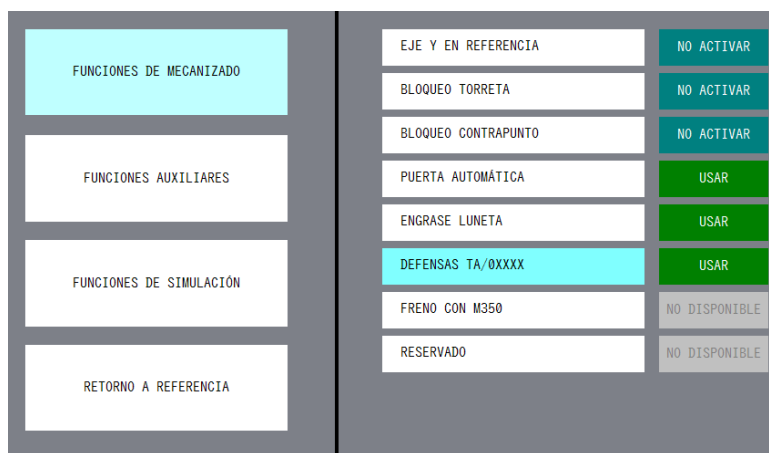 FUNCIONES DE MECANIZADO
FUNCIONES AUXILIARES
FUNCIONES DE SIMULACIÓN
RETORNO A REFERENCIA
EJE Y EN REFERENCIA NO ACTIVAR
BLOQUEO TORRETA NO ACTIVAR
BLOQUEO CONTRAPUNTO NO ACTIVAR
PUERTA AUTOMÁTICA USAR
ENGRASE LUNETA USAR
DEFENSAS TA/0XXXX USAR
FRENO CON M350 NO DISPONIBLE
RESERVADO NO DISPONIBLE